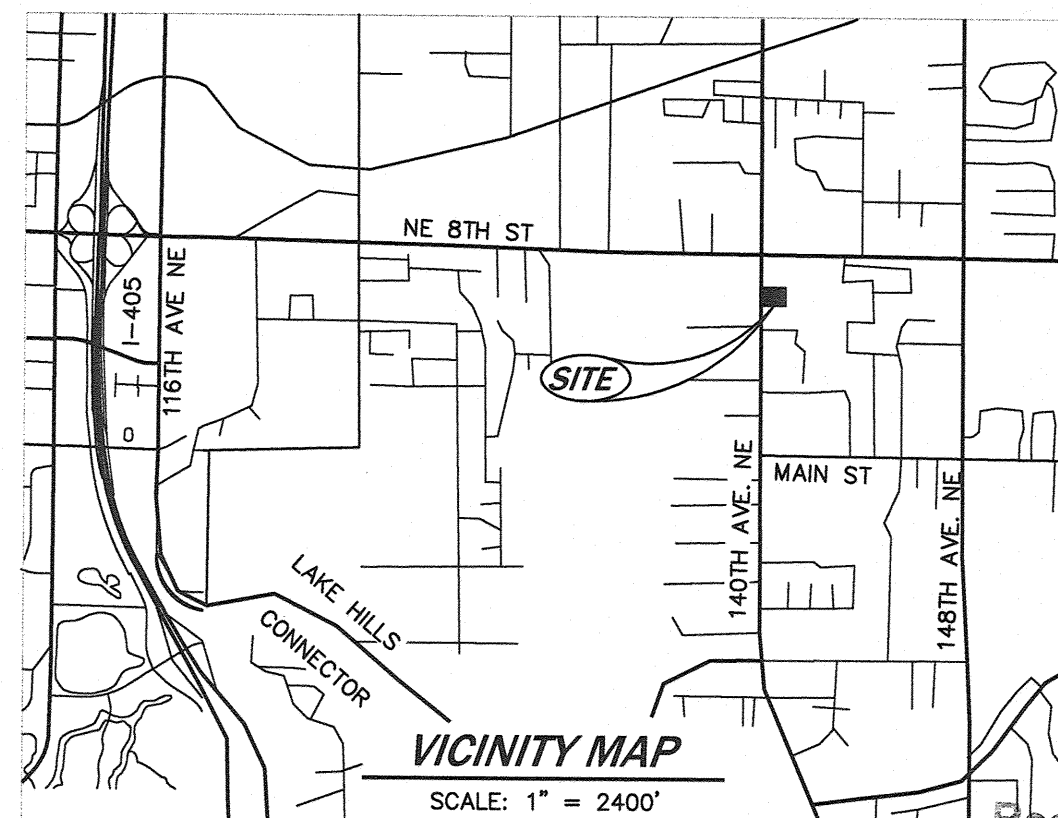 NE 8TH ST
I-405
116TH AVE NE
SITE
MAIN ST
140TH AVE. NE
148TH AVE. NE
LAKE HILLS
CONNECTOR
VICINITY MAP
SCALE: 1" = 2400'